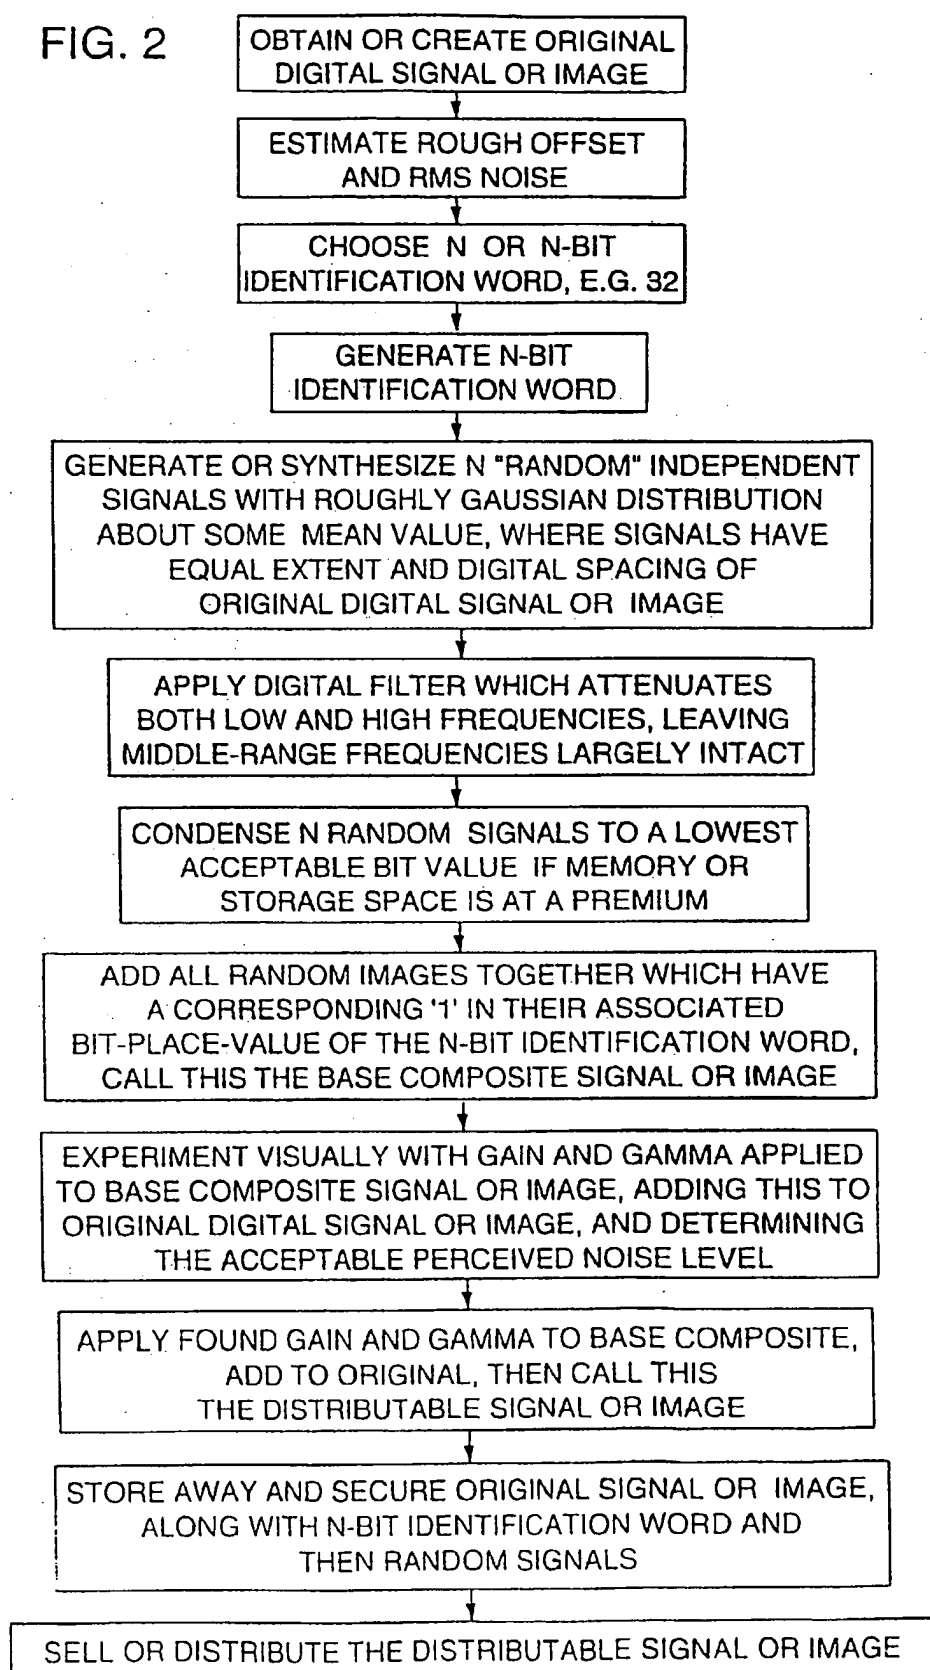 FIG. 2
OBTAIN OR CREATE ORIGINAL
DIGITAL SIGNAL OR IMAGE
ESTIMATE ROUGH OFFSET
AND RMS NOISE
CHOOSE N OR N-BIT
IDENTIFICATION WORD, E.G. 32
GENERATE N-BIT
IDENTIFICATION WORD
GENERATE OR SYNTHESIZE N "RANDOM" INDEPENDENT
SIGNALS WITH ROUGHLY GAUSSIAN DISTRIBUTION
ABOUT SOME MEAN VALUE, WHERE SIGNALS HAVE
EQUAL EXTENT AND DIGITAL SPACING OF
ORIGINAL DIGITAL SIGNAL OR IMAGE
APPLY DIGITAL FILTER WHICH ATTENUATES
BOTH LOW AND HIGH FREQUENCIES, LEAVING
MIDDLE-RANGE FREQUENCIES LARGELY INTACT
CONDENSE N RANDOM SIGNALS TO A LOWEST
ACCEPTABLE BIT VALUE IF MEMORY OR
STORAGE SPACE IS AT A PREMIUM
ADD ALL RANDOM IMAGES TOGETHER WHICH HAVE
A CORRESPONDING '1' IN THEIR ASSOCIATED
BIT-PLACE-VALUE OF THE N-BIT IDENTIFICATION WORD,
CALL THIS THE BASE COMPOSITE SIGNAL OR IMAGE
EXPERIMENT VISUALLY WITH GAIN AND GAMMA APPLIED
TO BASE COMPOSITE SIGNAL OR IMAGE, ADDING THIS TO
ORIGINAL DIGITAL SIGNAL OR IMAGE, AND DETERMINING
THE ACCEPTABLE PERCEIVED NOISE LEVEL
APPLY FOUND GAIN AND GAMMA TO BASE COMPOSITE,
ADD TO ORIGINAL, THEN CALL THIS
THE DISTRIBUTABLE SIGNAL OR IMAGE
STORE AWAY AND SECURE ORIGINAL SIGNAL OR IMAGE,
ALONG WITH N-BIT IDENTIFICATION WORD AND
THEN RANDOM SIGNALS
SELL OR DISTRIBUTE THE DISTRIBUTABLE SIGNAL OR IMAGE